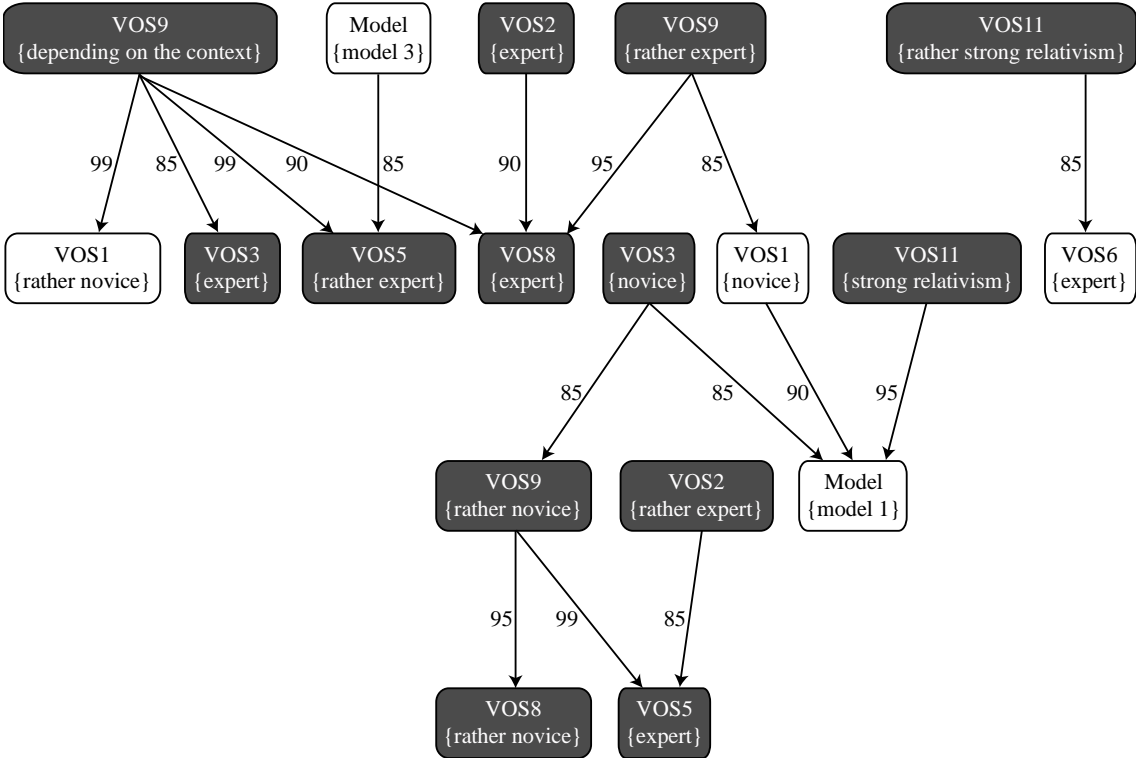 VOS9
{depending on the context}
Model
{model 3}
VOS2
{expert}
VOS9
{rather expert}
VOS11
{rather strong relativism}
99
85
99
90
85
90
95
85
85
VOS1
{rather novice}
VOS3
{expert}
VOS5
{rather expert}
VOS8
{expert}
VOS3
{novice}
VOS1
{novice}
VOS11
{strong relativism}
VOS6
{expert}
85
85
90
95
VOS9
{rather novice}
VOS2
{rather expert}
Model
{model 1}
95
99
85
VOS8
{rather novice}
VOS5
{expert}